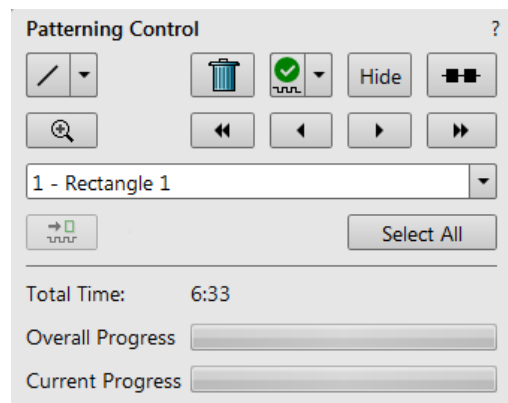 Patterning Control ?
Hide
1 - Rectangle 1
Select All
Total Time: 6:33
Overall Progress
Current Progress